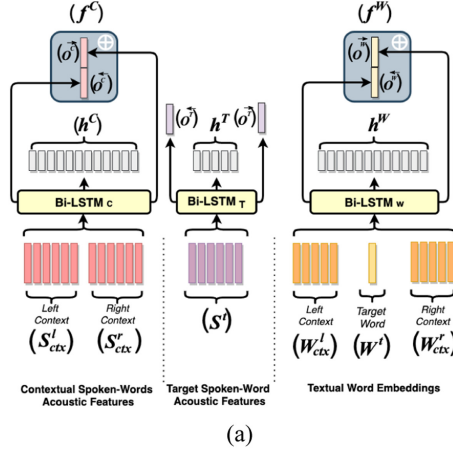 (f^C) (f^W)
⊕ ⊕
(→o^C) (→o^W)
(←o^C) (←o^W)
(h^C) (←o^T) h^T (→o^T) h^W
Bi-LSTM C Bi-LSTM T Bi-LSTM W
Left Context Right Context Left Context Target Word Right Context
(S^l_ctx) (S^r_ctx) (S^t) (W^l_ctx) (W^t) (W^r_ctx)
Contextual Spoken-Words Target Spoken-Word Textual Word Embeddings
Acoustic Features Acoustic Features
(a)